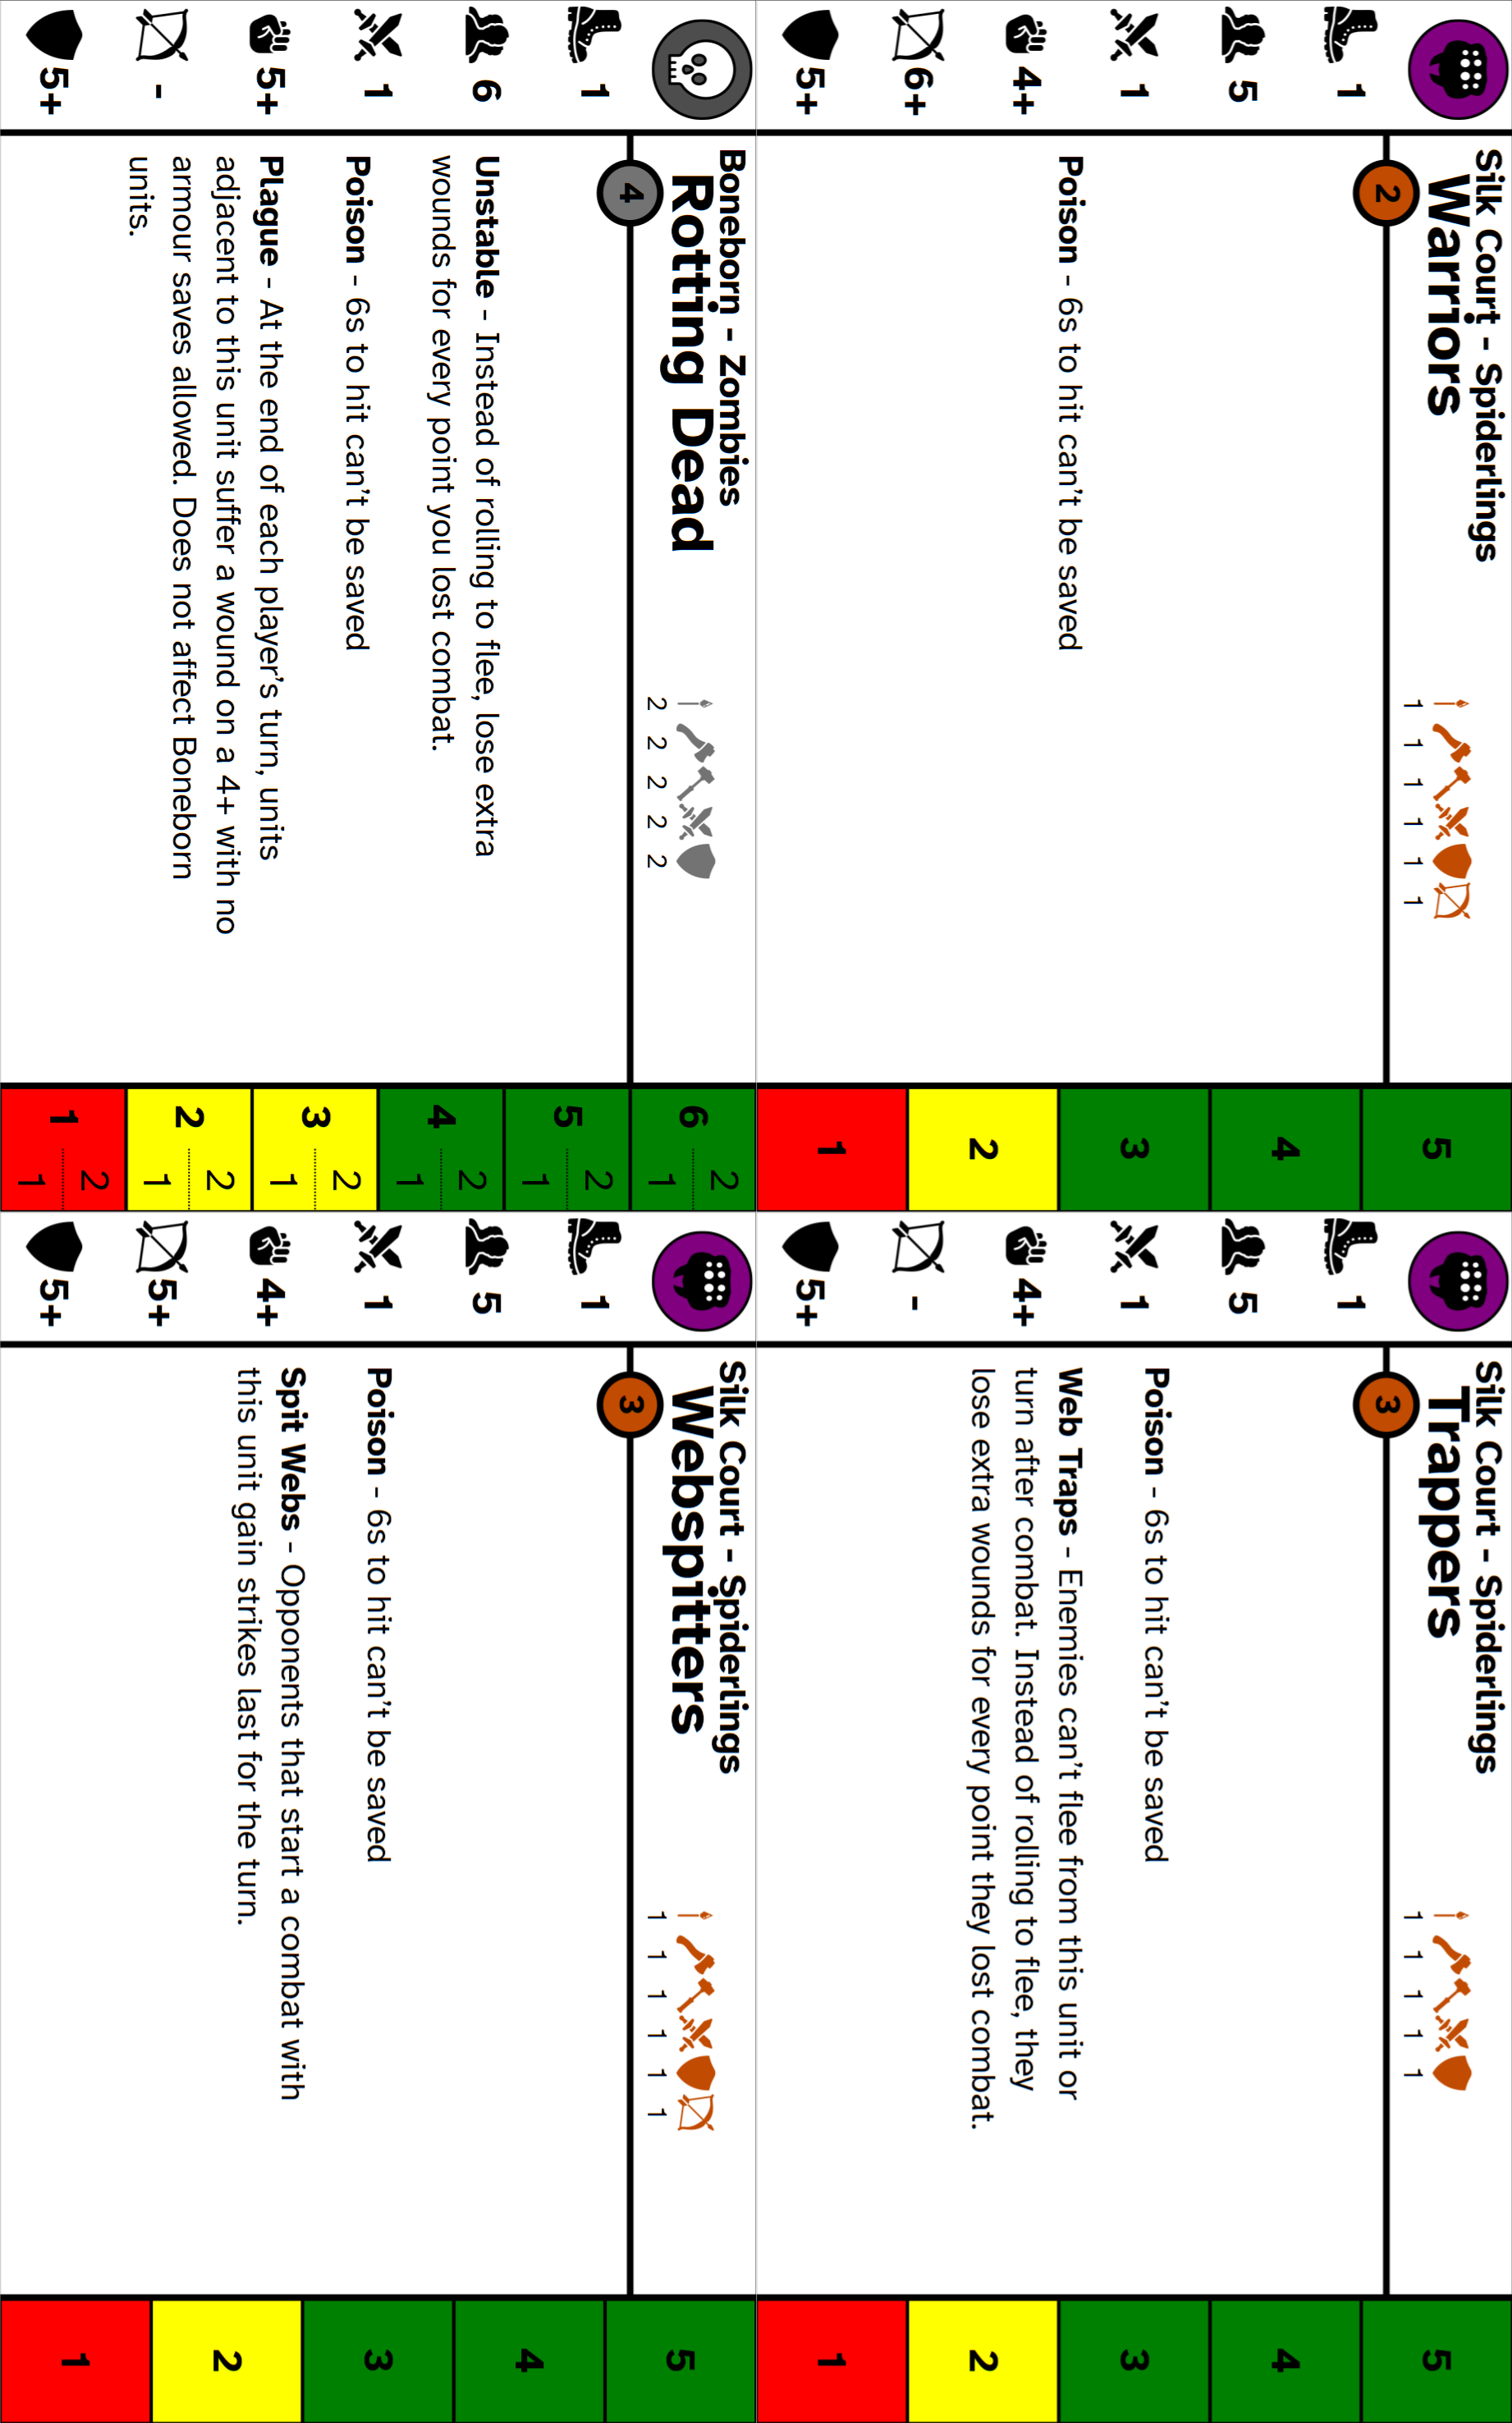 Silk Court - Spiderlings
Warriors
1 1 1 1 1 1
2
1
5
1
4+
6+
5+
Poison - 6s to hit can't be saved
5
4
3
2
1
Silk Court - Spiderlings
Trappers
1 1 1 1 1
3
1
5
1
4+
-
5+
Poison - 6s to hit can't be saved
Web Traps - Enemies can't flee from this unit or
turn after combat. Instead of rolling to flee, they
lose extra wounds for every point they lost combat.
5
4
3
2
1
Boneborn - Zombies
Rotting Dead
2 2 2 2 2
4
1
6
1
5+
-
5+
Unstable - Instead of rolling to flee, lose extra
wounds for every point you lost combat.
Poison - 6s to hit can't be saved
Plague - At the end of each player's turn, units
adjacent to this unit suffer a wound on a 4+ with no
armour saves allowed. Does not affect Boneborn
units.
6 2 1
5 2 1
4 2 1
3 2 1
2 2 1
1 2 1
Silk Court - Spiderlings
Webspitters
1 1 1 1 1 1
3
1
5
1
4+
5+
5+
Poison - 6s to hit can't be saved
Spit Webs - Opponents that start a combat with
this unit gain strikes last for the turn.
5
4
3
2
1